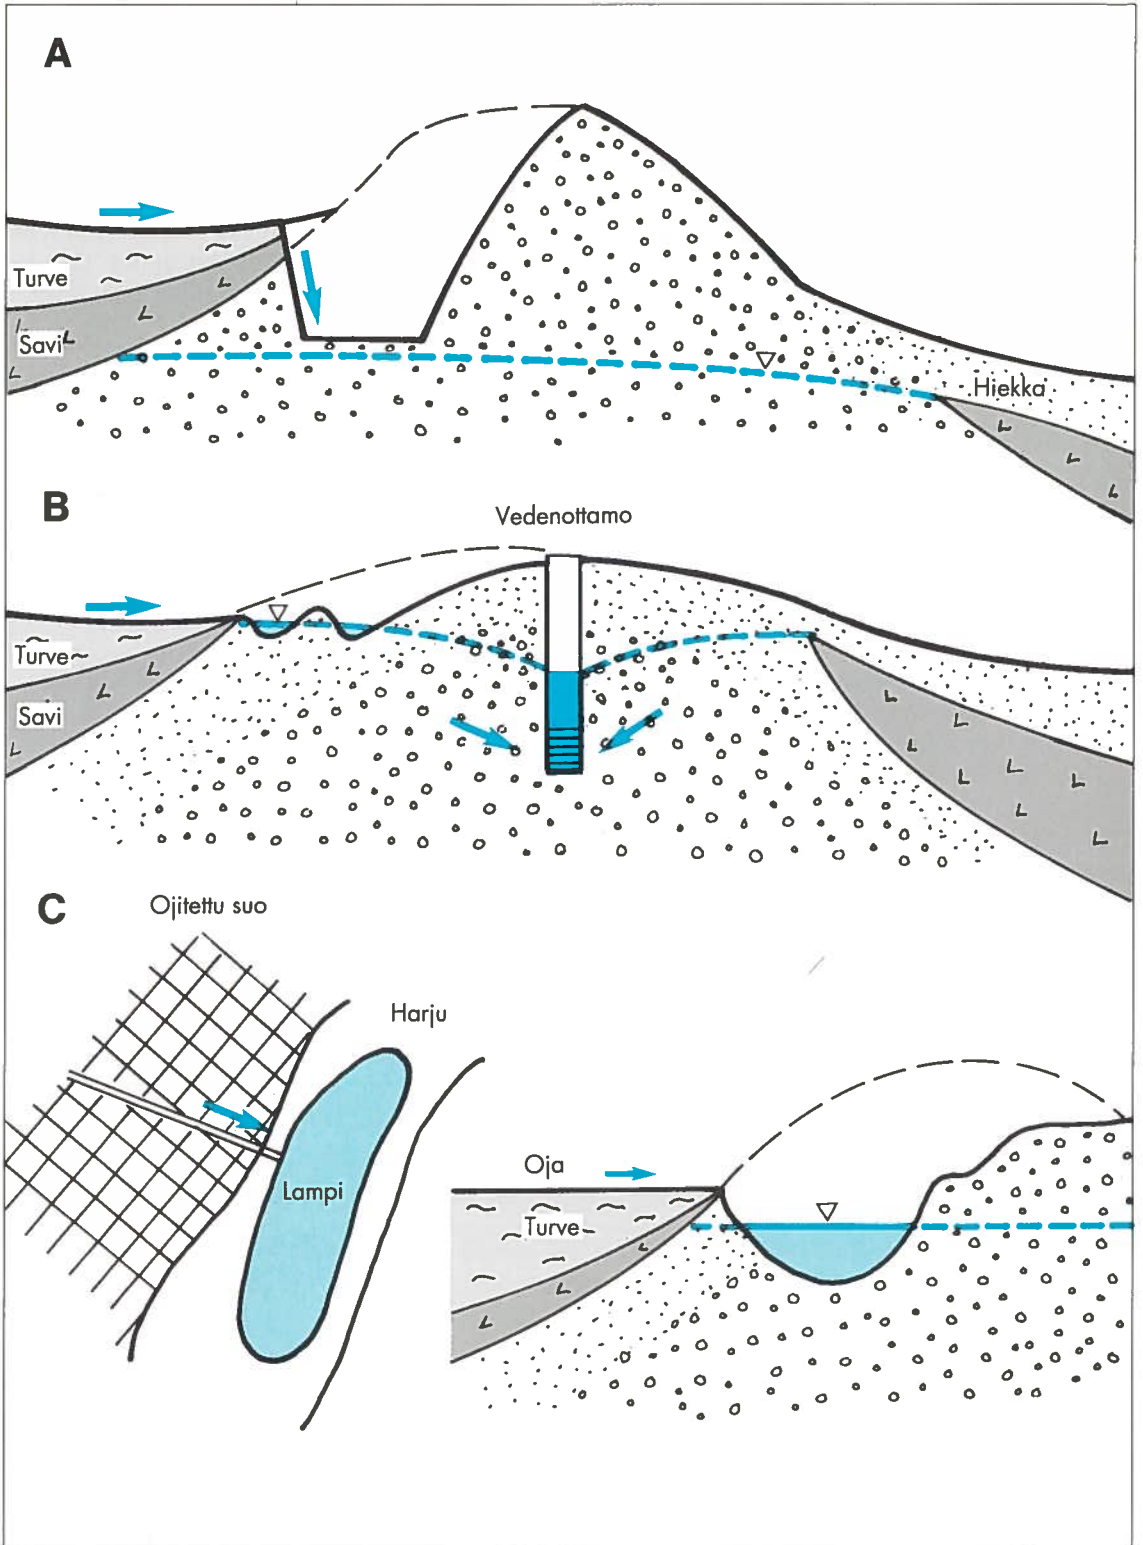 A
Turve
Savi
Hiekka
B
Vedenottamo
Turve
Savi
C
Ojitettu suo
Harju
Lampi
Oja
Turve